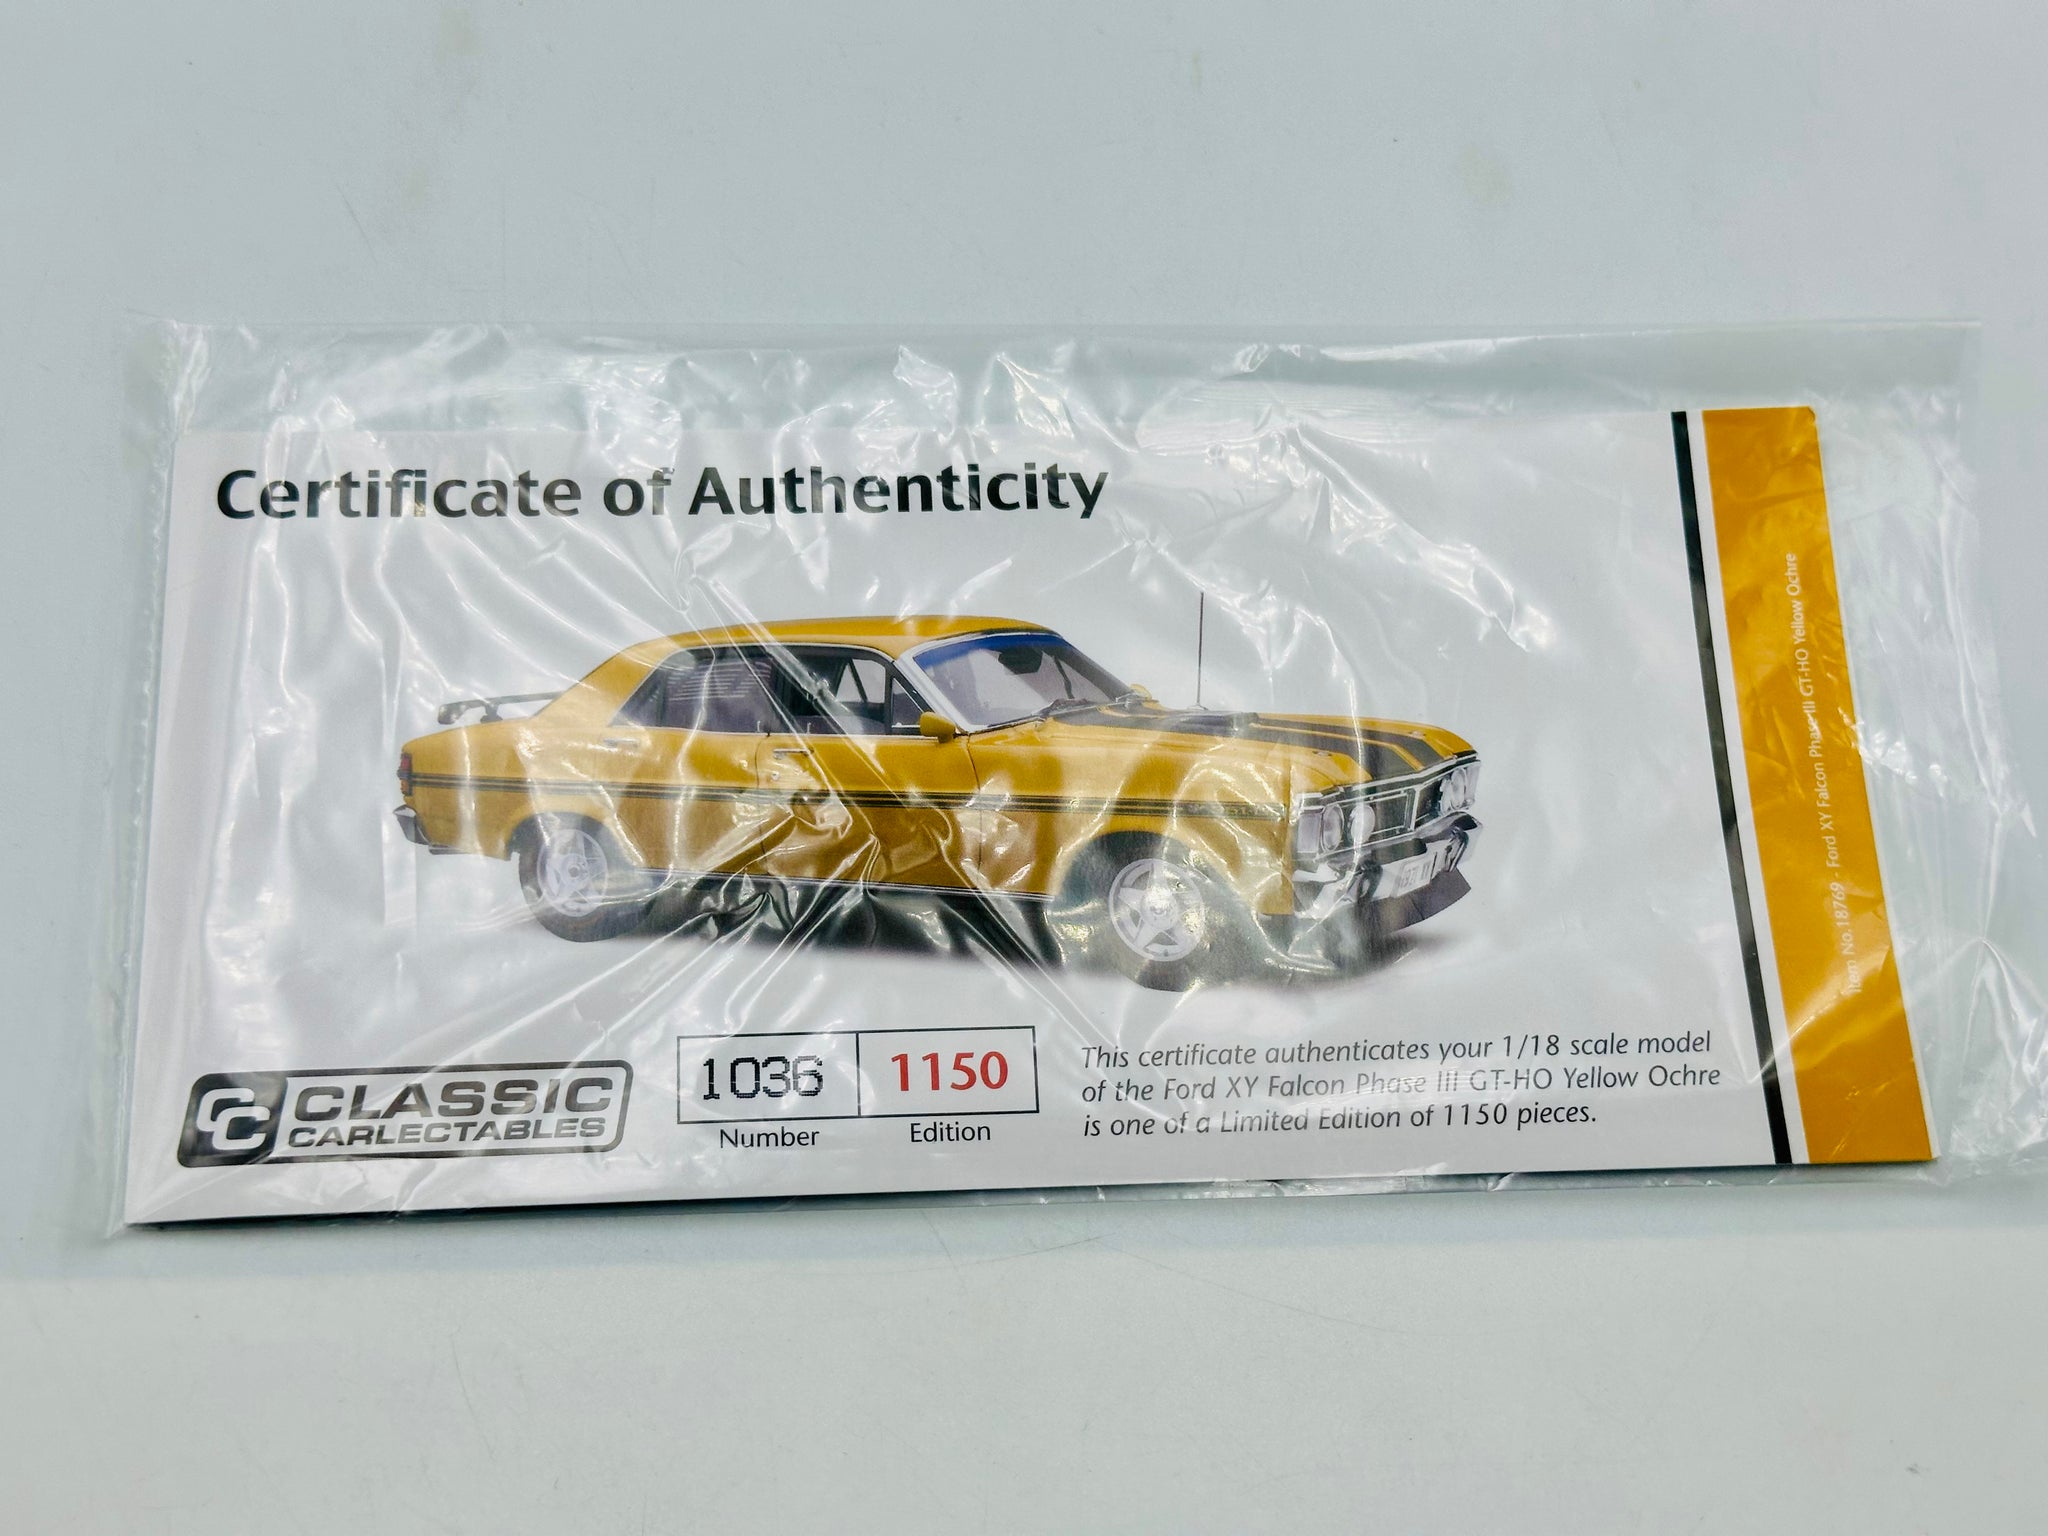 Certificate of Authenticity
Item No.18769 - Ford XY Falcon Phase III GT-HO Yellow Ochre
CC CLASSIC
CARLECTABLES
1036 1150
Number Edition
This certificate authenticates your 1/18 scale model
of the Ford XY Falcon Phase III GT-HO Yellow Ochre
is one of a Limited Edition of 1150 pieces.